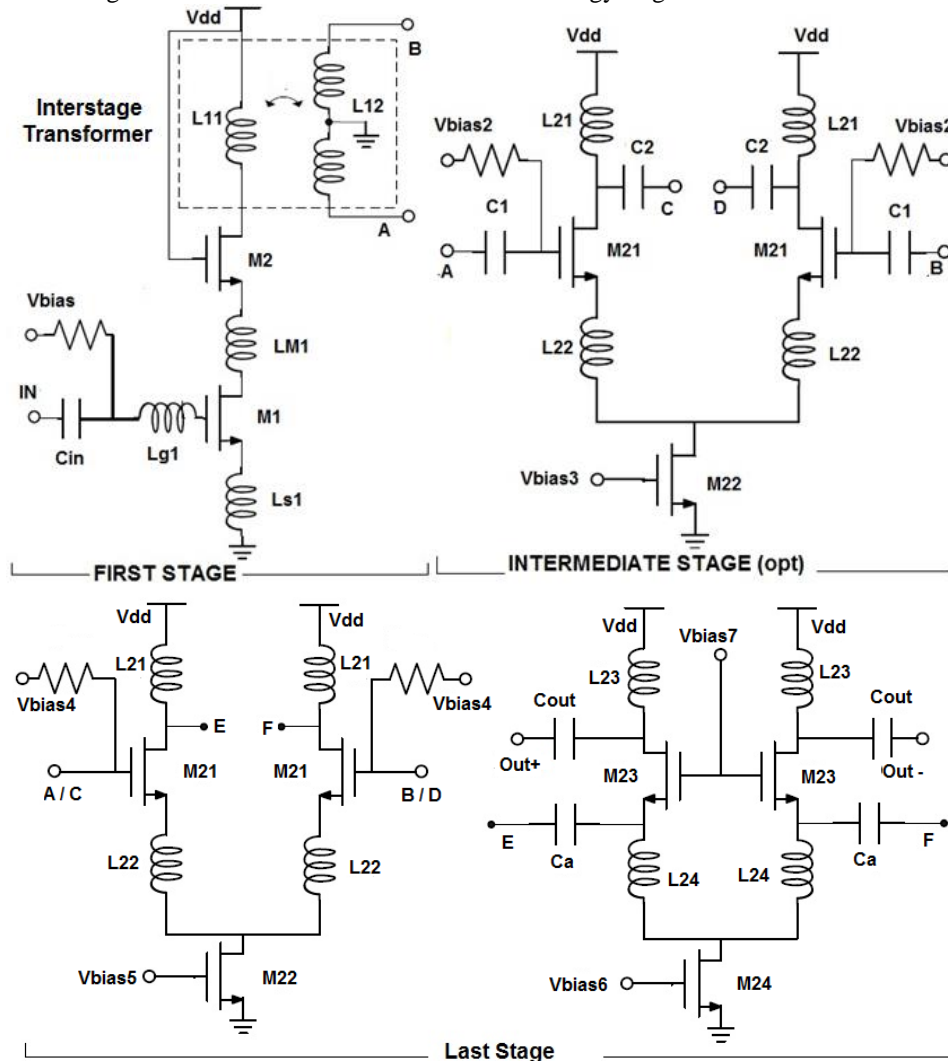 Vdd
B
Interstage
Transformer
L11
L12
A
M2
Vbias
LM1
IN
M1
Cin
Lg1
Ls1
FIRST STAGE
Vdd
Vdd
L21
L21
Vbias2
Vbias2
C2
C2
C1
C
D
C1
M21
M21
A
B
L22
L22
Vbias3
M22
INTERMEDIATE STAGE (opt)
Vdd
Vdd
L21
L21
Vbias4
Vbias4
E
F
M21
M21
A / C
B / D
L22
L22
Vbias5
M22
Vdd
Vbias7
Vdd
L23
L23
Cout
Cout
Out+
M23
M23
Out -
E
Ca
Ca
F
L24
L24
Vbias6
M24
Last Stage